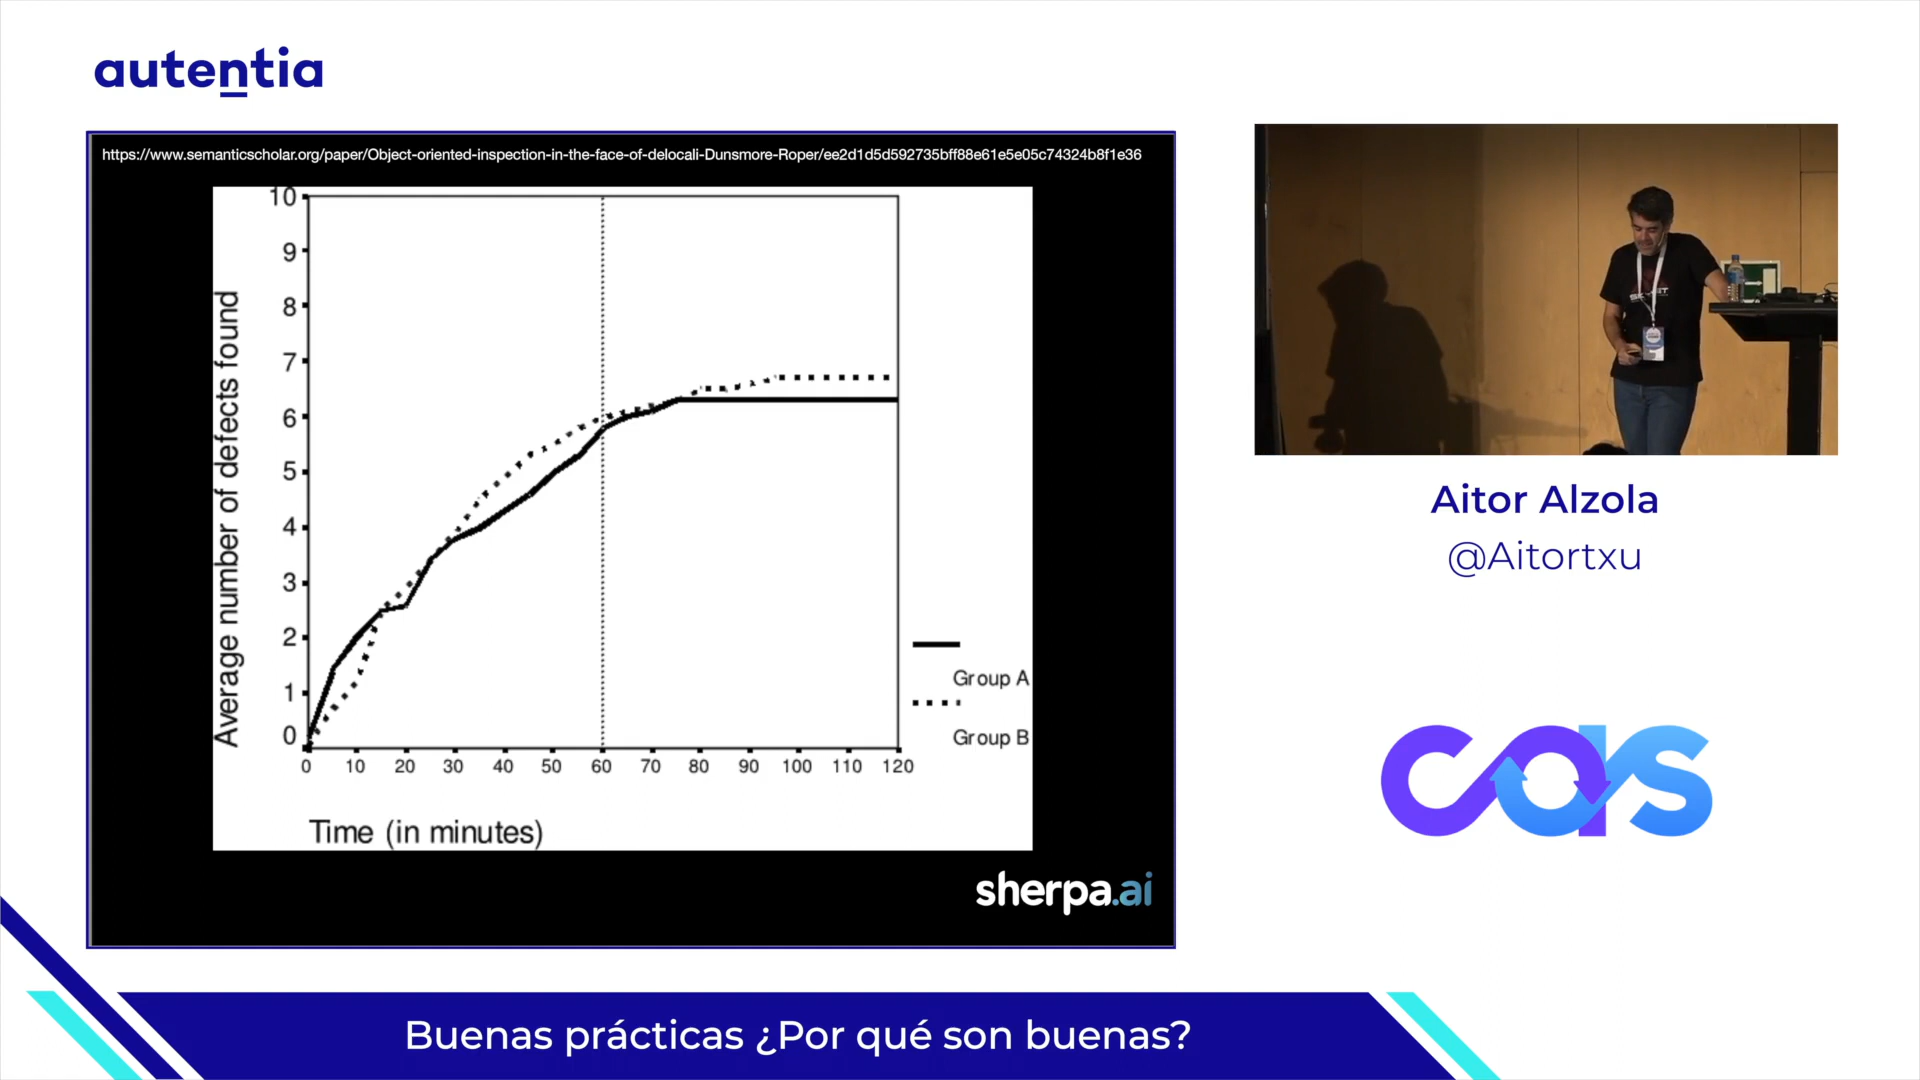 autentia
https://www.semanticscholar.org/paper/Object-oriented-inspection-in-the-face-of-delocali-Dunsmore-Roper/ee2d1d5d592735bff88e61e5e05c74324b8f1e36
Average number of defects found
10
9
8
7
6
5
4
3
2
1
0
0 10 20 30 40 50 60 70 80 90 100 110 120
Time (in minutes)
Group A
Group B
sherpa.ai
Aitor Alzola
@Aitortxu
cas
Buenas prácticas ¿Por qué son buenas?